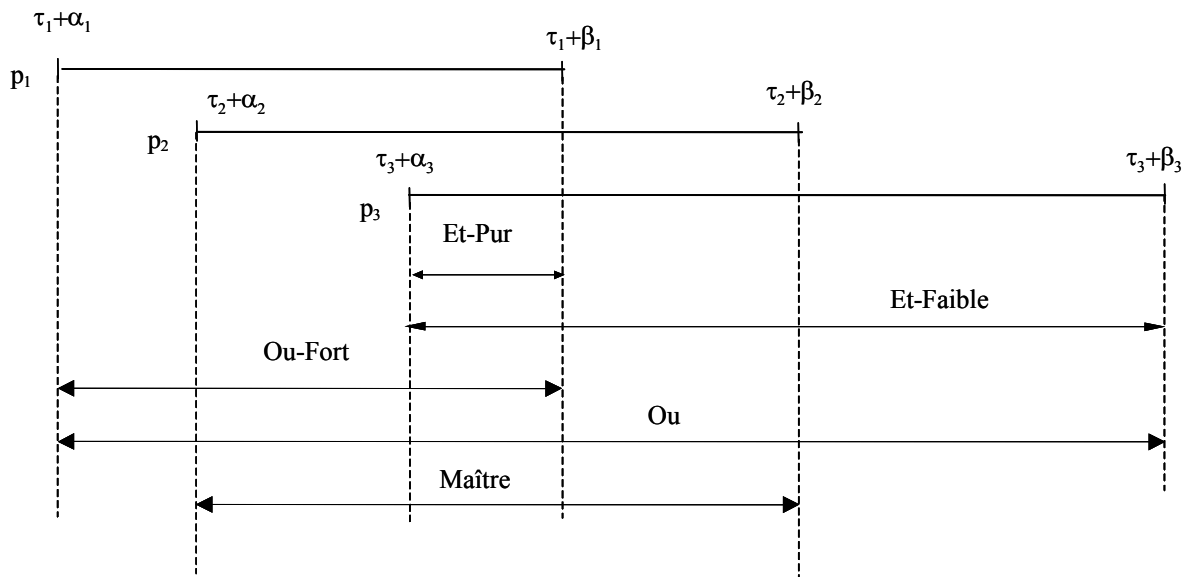 τ₁+α₁
τ₁+β₁
p₁
τ₂+α₂
τ₂+β₂
p₂
τ₃+α₃
τ₃+β₃
p₃
Et-Pur
Et-Faible
Ou-Fort
Ou
Maître